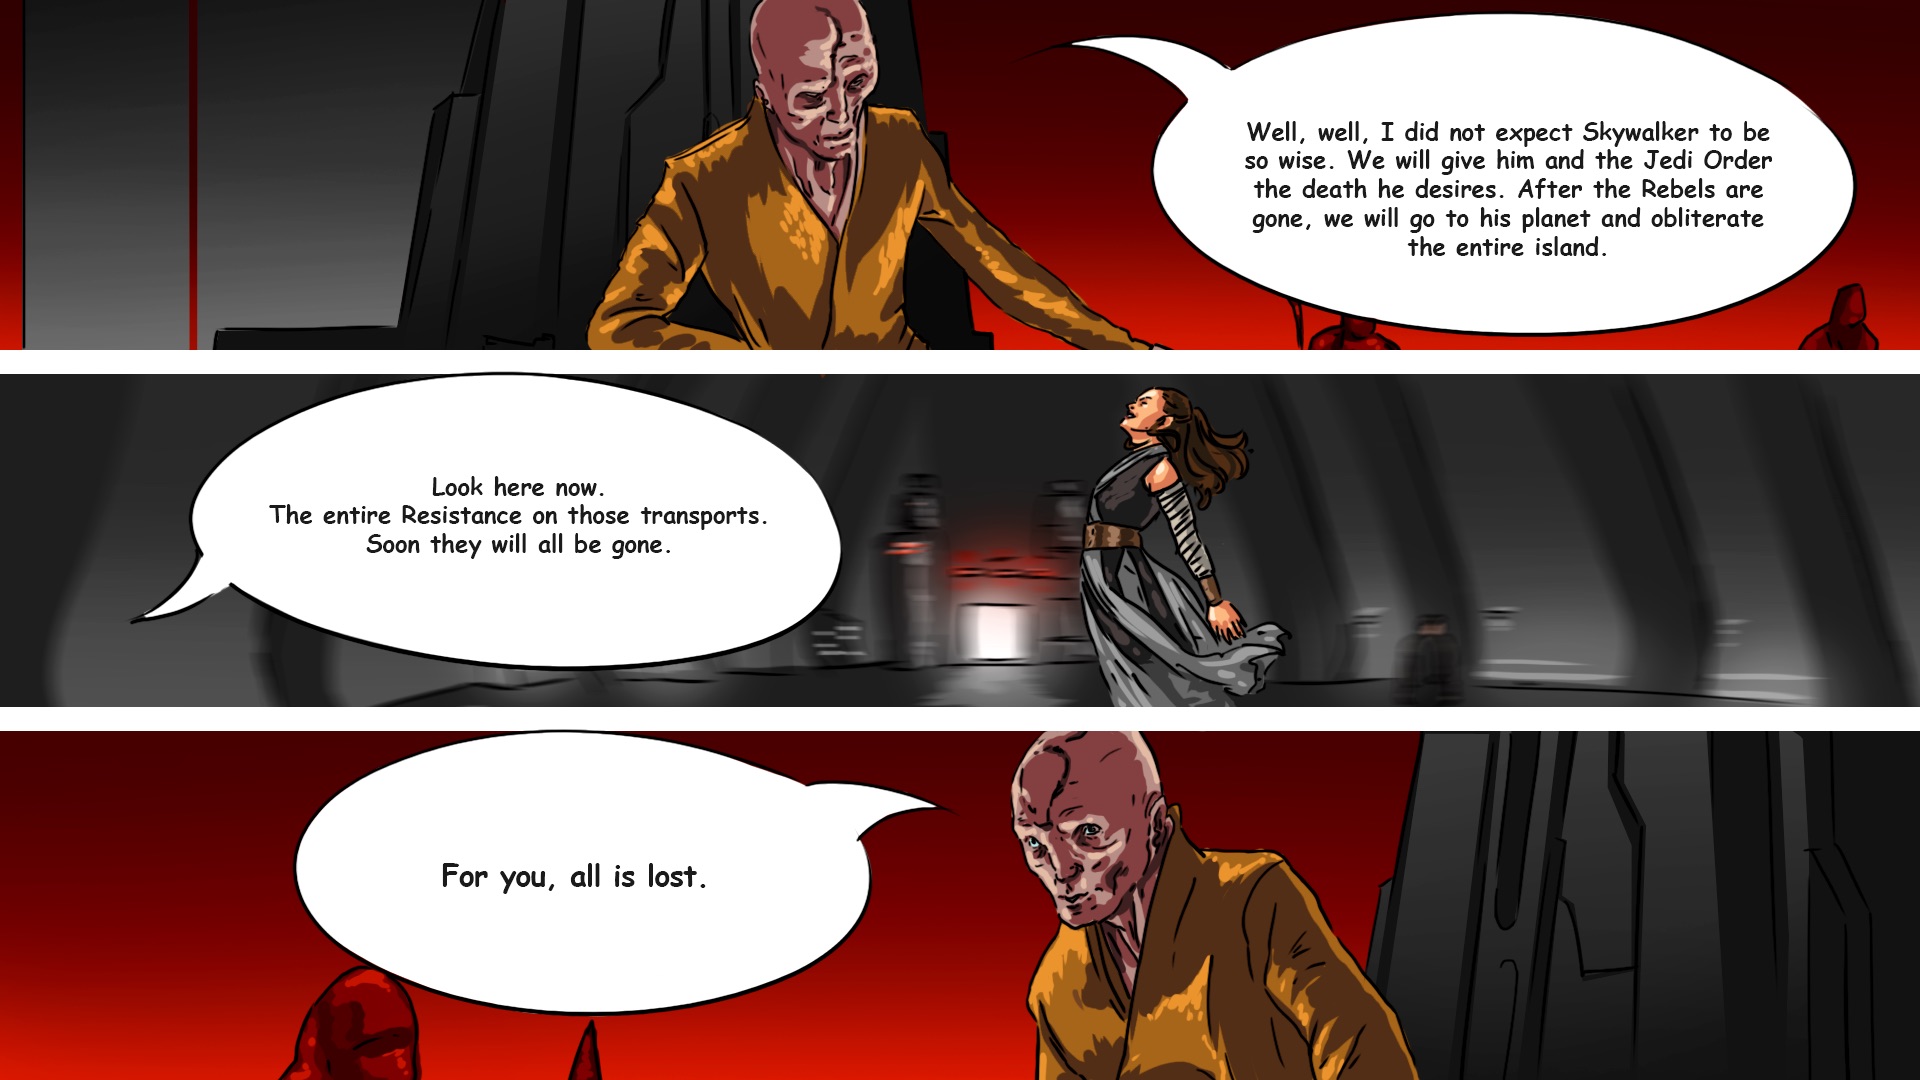 Well, well, I did not expect Skywalker to be
so wise. We will give him and the Jedi Order
the death he desires. After the Rebels are
gone, we will go to his planet and obliterate
the entire island.
Look here now.
The entire Resistance on those transports.
Soon they will all be gone.
For you, all is lost.